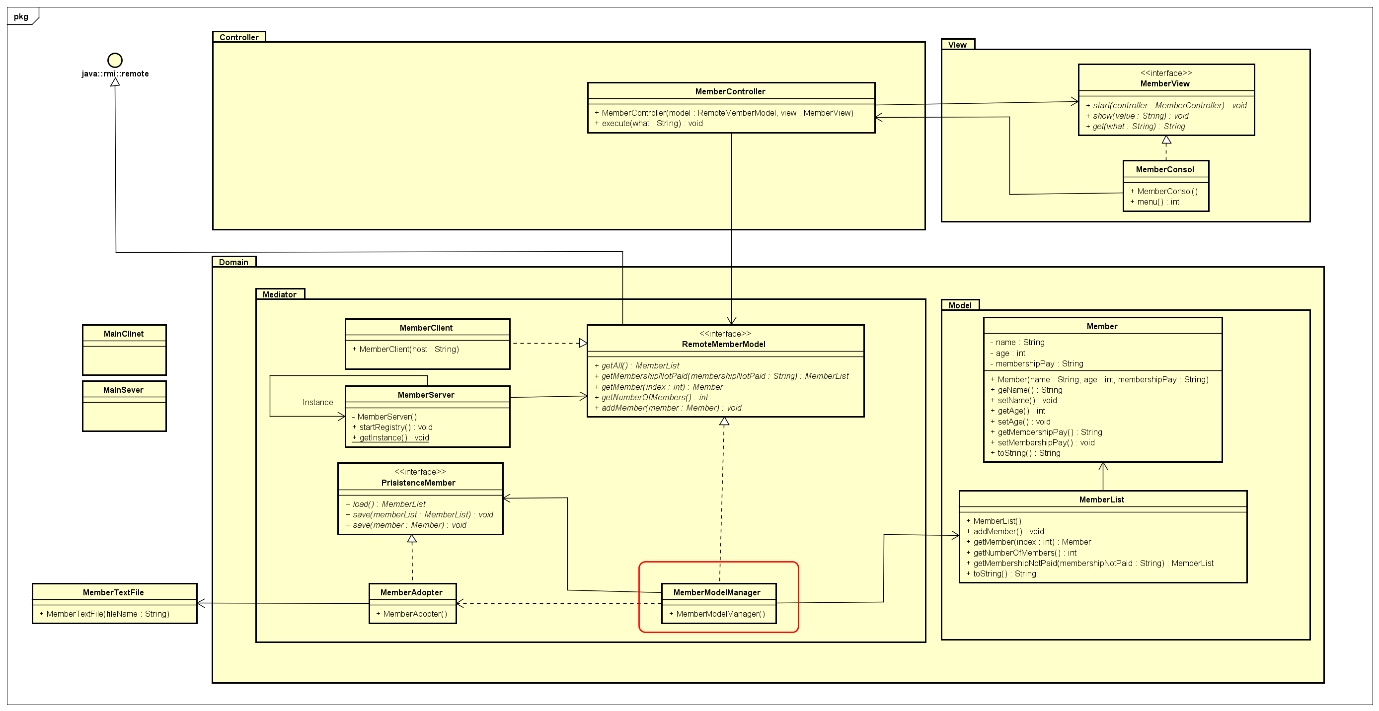 pkg
java::rmi::remote
Controller
MemberController
+ MemberController(model : RemoteMemberModel, view : MemberView)
+ execute(what : String) : void
View
<<interface>>
MemberView
+ start(controller : MemberController) : void
+ show(value : String) : void
+ get(what : String) : String
MemberConsol
+ MemberConsol()
+ menu() : int
MainClinet
MainSever
Domain
Mediator
MemberClient
+ MemberClient(host : String)
Instance
MemberServer
- MemberServer()
+ startRegistry() : void
+ getInstance() : void
<<interface>>
RemoteMemberModel
+ getAll() : MemberList
+ getMembershipNotPaid(membershipNotPaid : String) : MemberList
+ getMember(index : int) : Member
+ getNumberOfMembers() : int
+ addMember(member : Member) : void
<<interface>>
PrisistenceMember
~ load() : MemberList
~ save(memberList : MemberList) : void
~ save(member : Member) : void
MemberTextFile
+ MemberTextFile(fileName : String)
MemberAdopter
+ MemberAdopter()
MemberModelManager
+ MemberModelManager()
Model
Member
- name : String
- age : int
- membershipPay : String
+ Member(name : String, age : int, membershipPay : String)
+ geName() : String
+ setName() : void
+ getAge() : int
+ setAge() : void
+ getMembershipPay() : String
+ setMembershipPay() : void
+ toString() : String
MemberList
+ MemberList()
+ addMember() : void
+ getMember(index : int) : Member
+ getNumberOfMembers() : int
+ getMembershipNotPaid(membershipNotPaid : String) : MemberList
+ toString() : String